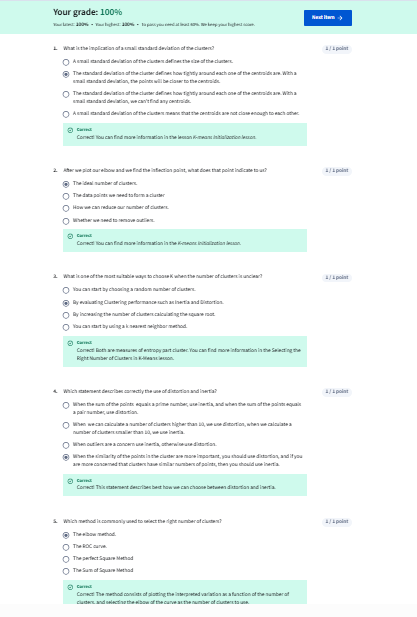 Your grade: 100%
Your latest: 100% • Your highest: 100% • To pass you need at least 60%. We keep your highest score.
Next item →
1. What is the implication of a small standard deviation of the clusters?
1 / 1 point
A small standard deviation of the clusters defines the size of the clusters.
The standard deviation of the cluster defines how tightly around each one of the centroids are. With a
small standard deviation, the points will be closer to the centroids.
The standard deviation of the cluster defines how tightly around each one of the centroids are. With a
small standard deviation, we can't find any centroids.
A small standard deviation of the clusters means that the centroids are not close enough to each other.
Correct
Correct! You can find more information in the lesson K-means Initialization lesson.
2. After we plot our elbow and we find the inflection point, what does that point indicate to us?
1 / 1 point
The ideal number of clusters.
The data points we need to form a cluster
How we can reduce our number of clusters.
Whether we need to remove outliers.
Correct
Correct! You can find more information in the K-means Initialization lesson.
3. What is one of the most suitable ways to choose K when the number of clusters is unclear?
1 / 1 point
You can start by choosing a random number of clusters.
By evaluating Clustering performance such as Inertia and Distortion.
By increasing the number of clusters calculating the square root.
You can start by using a k nearest neighbor method.
Correct
Correct! Both are measures of entropy part cluster. You can find more information in the Selecting the
Right Number of Clusters in K-Means lesson.
4. Which statement describes correctly the use of distortion and inertia?
1 / 1 point
When the sum of the points equals a prime number, use inertia, and when the sum of the points equals
a pair number, use distortion.
When we can calculate a number of clusters higher than 10, we use distortion, when we calculate a
number of clusters smaller than 10, we use inertia.
When outliers are a concern use inertia, otherwise use distortion.
When the similarity of the points in the cluster are more important, you should use distortion, and if you
are more concerned that clusters have similar numbers of points, then you should use inertia.
Correct
Correct! This statement describes best how we can choose between distortion and inertia.
5. Which method is commonly used to select the right number of clusters?
1 / 1 point
The elbow method.
The ROC curve.
The perfect Square Method
The Sum of Square Method
Correct
Correct! The method consists of plotting the interpreted variation as a function of the number of
clusters, and selecting the elbow of the curve as the number of clusters to use.